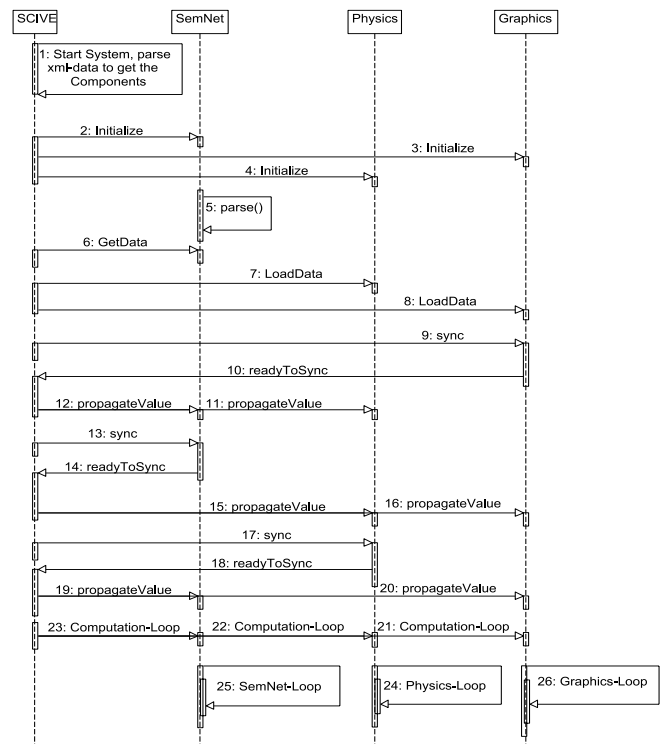 SCIVE SemNet Physics Graphics
1: Start System, parse
xml-data to get the
Components
2: Initialize
3: Initialize
4: Initialize
5: parse()
6: GetData
7: LoadData
8: LoadData
9: sync
10: readyToSync
12: propagateValue 11: propagateValue
13: sync
14: readyToSync
15: propagateValue 16: propagateValue
17: sync
18: readyToSync
19: propagateValue 20: propagateValue
23: Computation-Loop 22: Computation-Loop 21: Computation-Loop
25: SemNet-Loop 24: Physics-Loop 26: Graphics-Loop